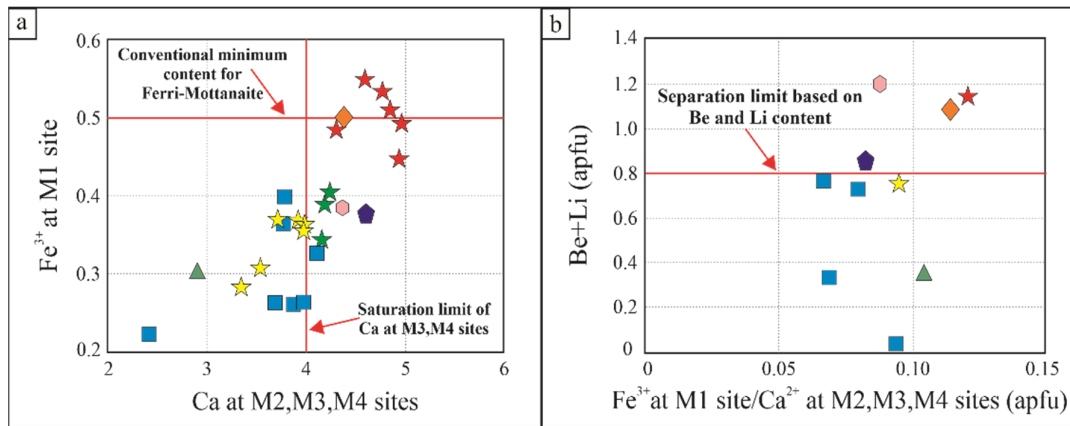 a
0.6
0.5
0.4
0.3
0.2
2
3
4
5
6
Fe³⁺ at M1 site
Ca at M2,M3,M4 sites
Conventional minimum
content for
Ferri-Mottanaite
Saturation limit of
Ca at M3,M4 sites
b
1.4
1.2
1.0
0.8
0.6
0.4
0.2
0
0
0.05
0.10
0.15
Be+Li (apfu)
Fe³⁺at M1 site/Ca²⁺ at M2,M3,M4 sites (apfu)
Separation limit based on
Be and Li content